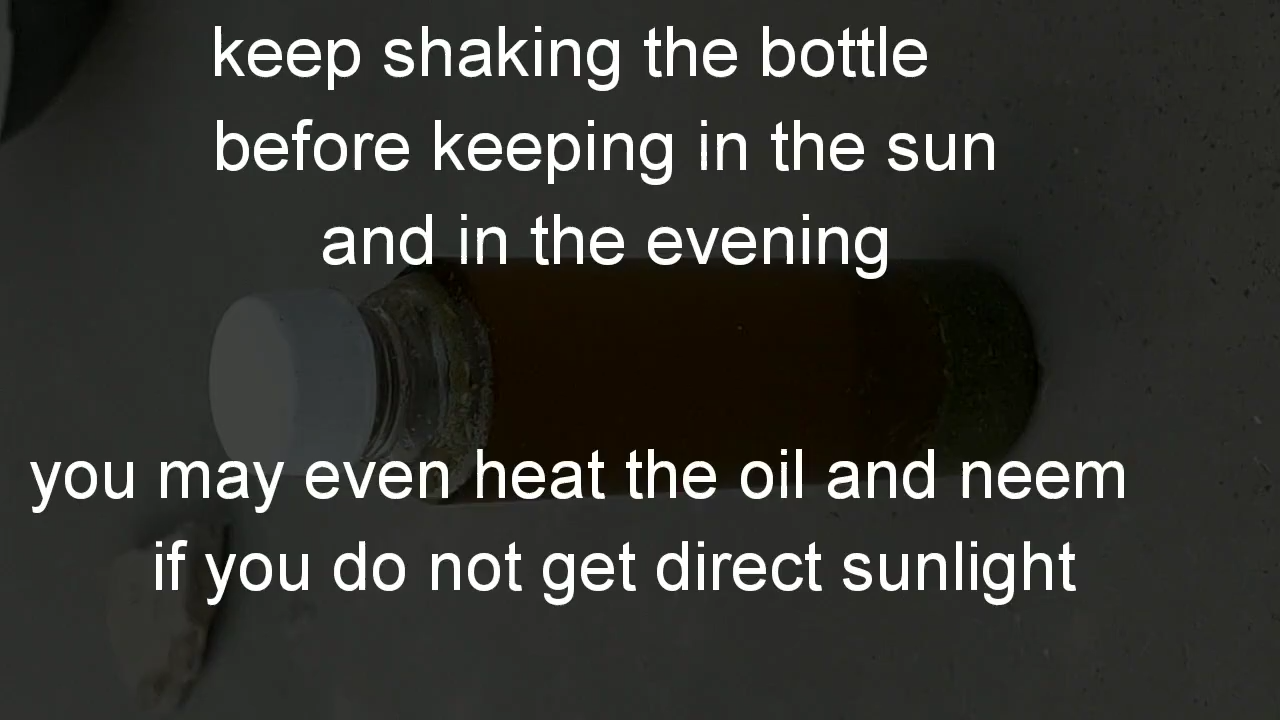 keep shaking the bottle
before keeping in the sun
and in the evening
you may even heat the oil and neem
if you do not get direct sunlight